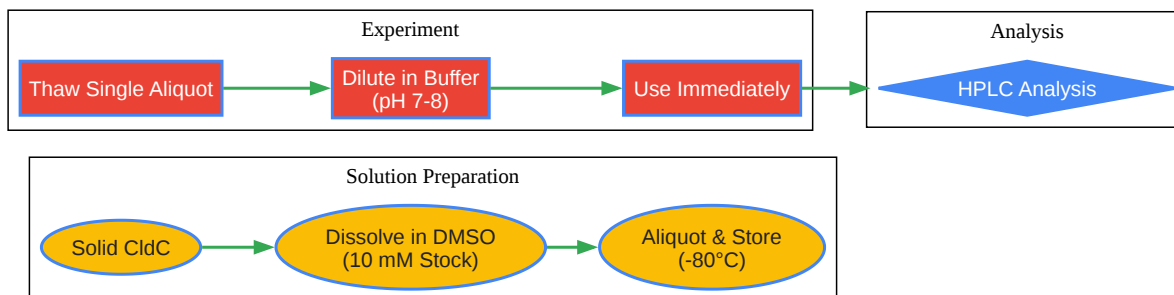 Experiment
Thaw Single Aliquot
Dilute in Buffer
(pH 7-8)
Use Immediately
Analysis
HPLC Analysis
Solution Preparation
Solid CldC
Dissolve in DMSO
(10 mM Stock)
Aliquot & Store
(-80°C)